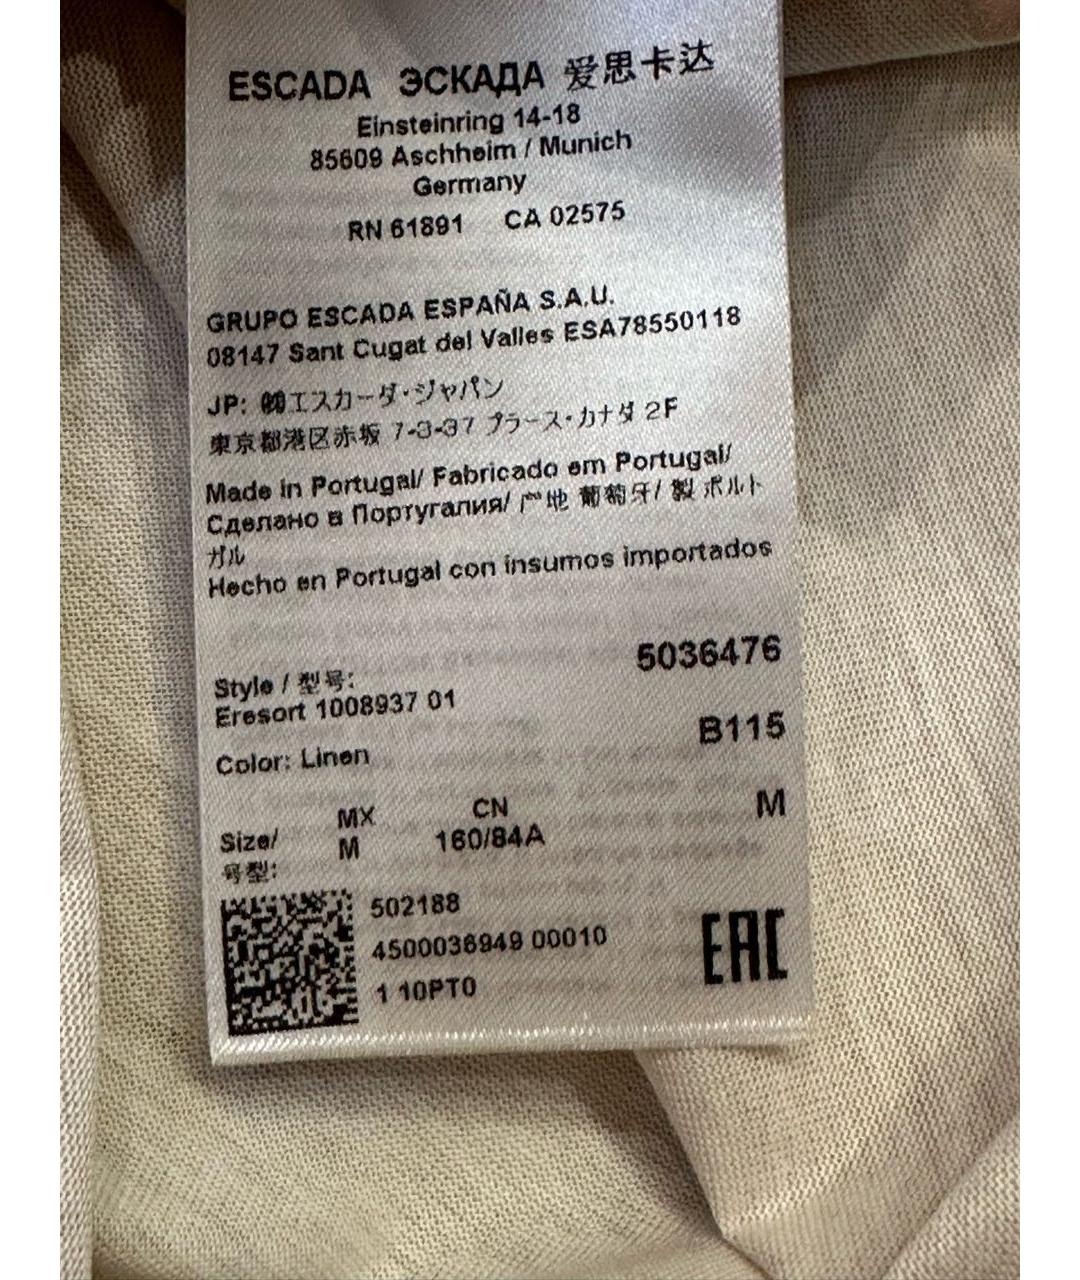 ESCADA ЭСКАДА 爱思卡达
Einsteinring 14-18
85609 Aschheim / Munich
Germany
RN 61891 CA 02575
GRUPO ESCADA ESPAÑA S.A.U.
08147 Sant Cugat del Valles ESA78550118
JP: ㈱エスカーダ・ジャパン
東京都港区赤坂 7-3-37 プラース・カナダ 2F
Made in Portugal/ Fabricado em Portugal/
Сделано в Португалия/ 产地 葡萄牙/ 製 ポルト
ガル
Hecho en Portugal con insumos importados
5036476
Style / 型号:
Eresort 1008937 01
B115
Color: Linen
MX CN M
Size/ M 160/84A
号型:
502188
4500036949 00010
1 10PT0
EAC